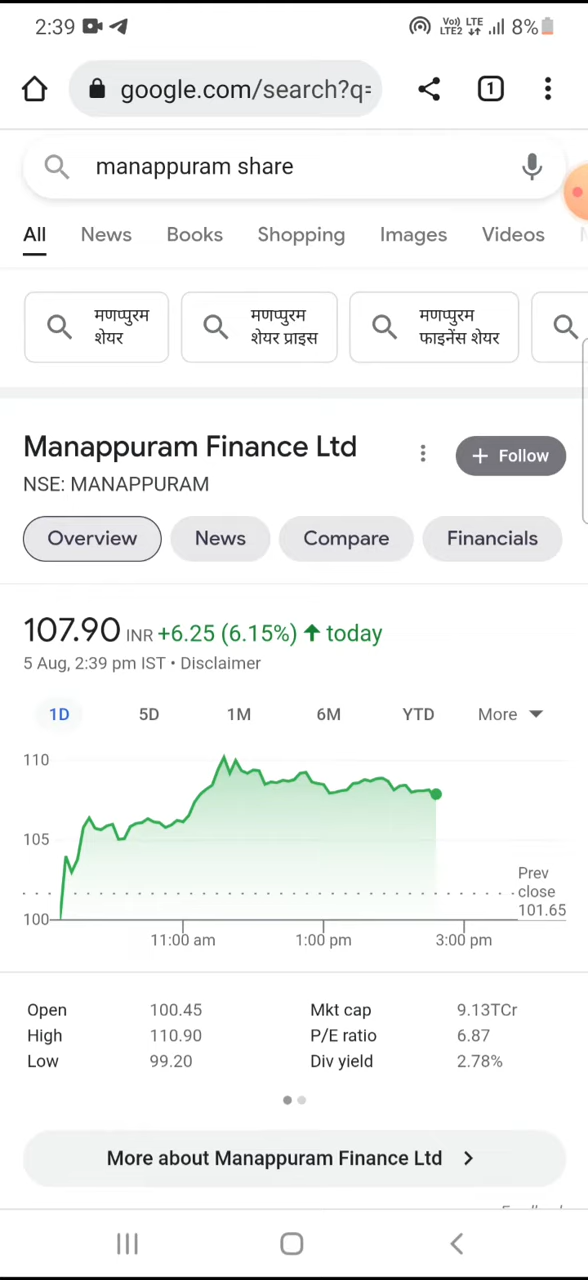 2:39
Vo)) LTE
LTE2
8%
google.com/search?q=
1
manappuram share
All News Books Shopping Images Videos
मणप्पुरम शेयर
मणप्पुरम शेयर प्राइस
मणप्पुरम फाइनेंस शेयर
Manappuram Finance Ltd
+ Follow
NSE: MANAPPURAM
Overview News Compare Financials
107.90 INR +6.25 (6.15%) ↑ today
5 Aug, 2:39 pm IST • Disclaimer
1D 5D 1M 6M YTD More
110
105
100
Prev
close
101.65
11:00 am 1:00 pm 3:00 pm
Open 100.45 Mkt cap 9.13TCr
High 110.90 P/E ratio 6.87
Low 99.20 Div yield 2.78%
More about Manappuram Finance Ltd